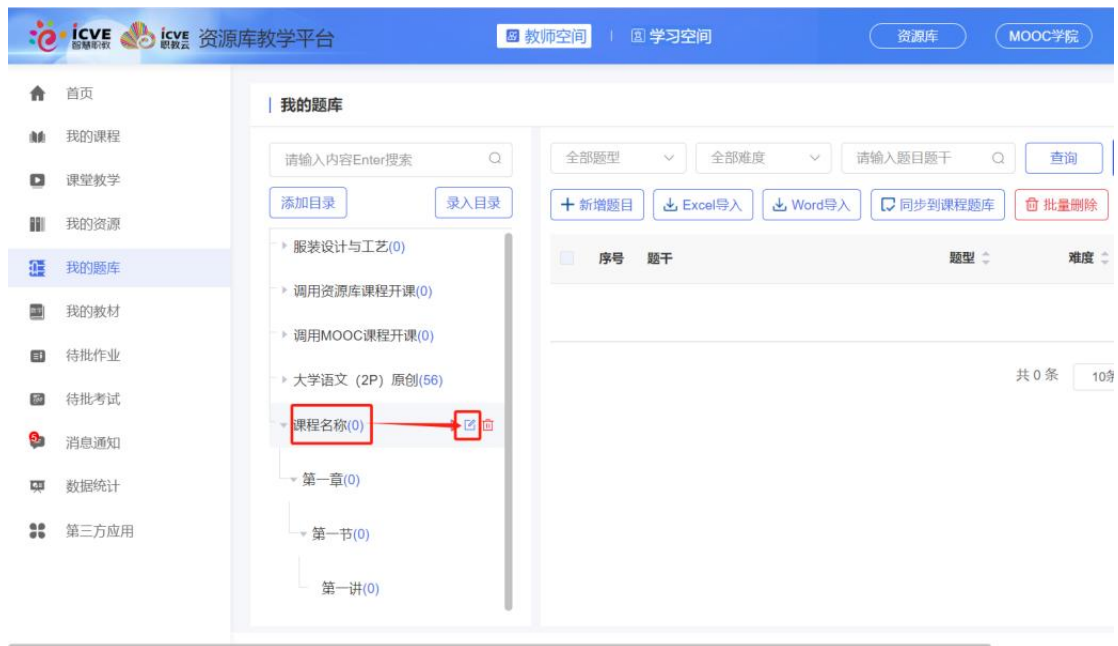 icve 智慧职教 icve 职教云 资源库教学平台 教师空间 学习空间 资源库 MOOC学院
首页
我的课程
课堂教学
我的资源
我的题库
我的教材
待批作业
待批考试
5
消息通知
数据统计
第三方应用
我的题库
请输入内容Enter搜索
添加目录 录入目录
服装设计与工艺(0)
调用资源库课程开课(0)
调用MOOC课程开课(0)
大学语文（2P）原创(56)
课程名称(0)
第一章(0)
第一节(0)
第一讲(0)
全部题型 全部难度 请输入题目题干 查询
新增题目 Excel导入 Word导入 同步到课程题库 批量删除
序号 题干 题型 难度
共 0 条 10条